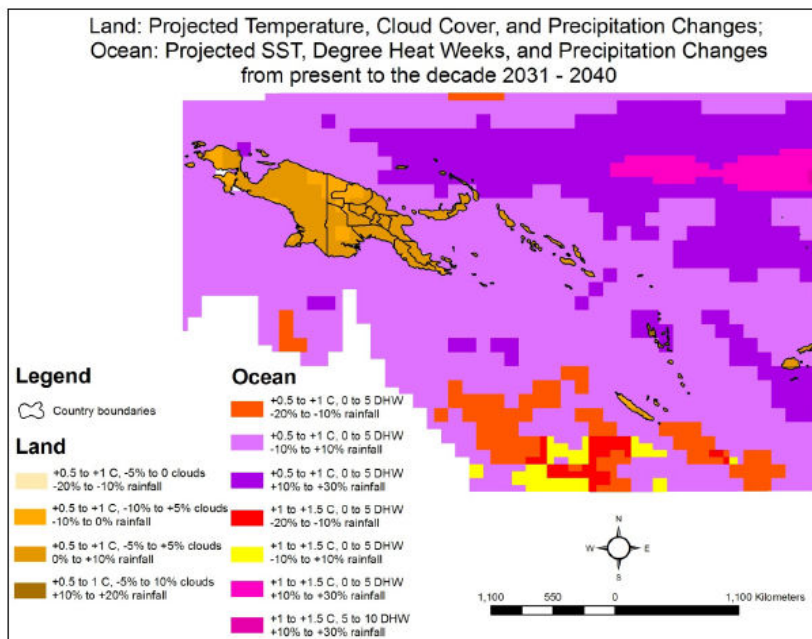 Land: Projected Temperature, Cloud Cover, and Precipitation Changes;
Ocean: Projected SST, Degree Heat Weeks, and Precipitation Changes
from present to the decade 2031 - 2040
Legend
Country boundaries
Land
+0.5 to +1 C, -5% to 0 clouds
-20% to -10% rainfall
+0.5 to +1 C, -10% to +5% clouds
-10% to 0% rainfall
+0.5 to +1 C, -5% to +5% clouds
0% to +10% rainfall
+0.5 to 1 C, -5% to 10% clouds
+10% to +20% rainfall
Ocean
+0.5 to +1 C, 0 to 5 DHW
-20% to -10% rainfall
+0.5 to +1 C, 0 to 5 DHW
-10% to +10% rainfall
+0.5 to +1 C, 0 to 5 DHW
+10% to +30% rainfall
+1 to +1.5 C, 0 to 5 DHW
-20% to -10% rainfall
+1 to +1.5 C, 0 to 5 DHW
-10% to +10% rainfall
+1 to +1.5 C, 0 to 5 DHW
+10% to +30% rainfall
+1 to +1.5 C, 5 to 10 DHW
+10% to +30% rainfall
N
W E
S
1,100 550 0 1,100 Kilometers